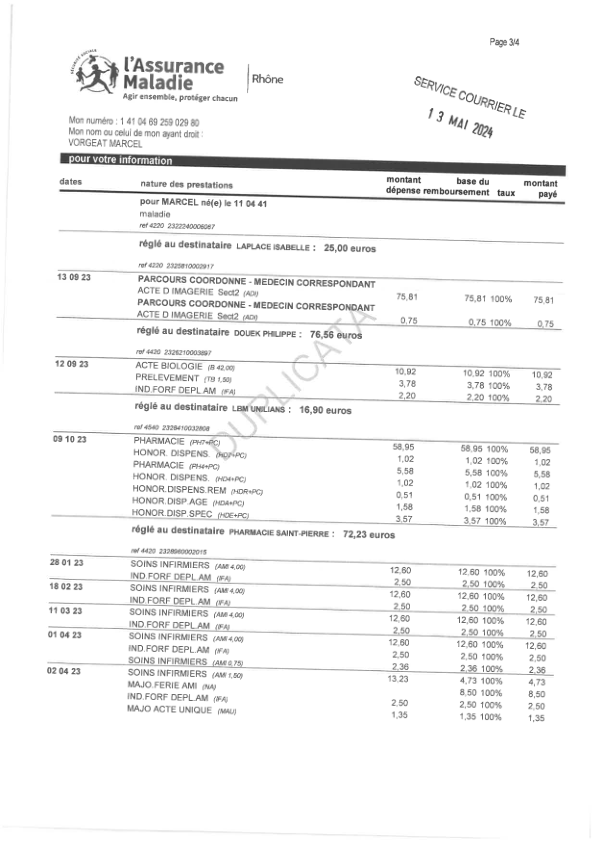 Page 3/4
SÉCURITÉ SOCIALE
l'Assurance
Maladie
Agir ensemble, protéger chacun
Rhône
SERVICE COURRIER LE
13 MAI 2024
Mon numéro : 1 41 04 69 259 029 80
Mon nom ou celui de mon ayant droit :
VORGEAT MARCEL
pour votre information
dates nature des prestations montant dépense base du remboursement taux montant payé
pour MARCEL né(e) le 11 04 41
maladie
ref 4220 2322240006087
réglé au destinataire LAPLACE ISABELLE : 25,00 euros
ref 4220 2325810002917
13 09 23 PARCOURS COORDONNE - MEDECIN CORRESPONDANT
ACTE D IMAGERIE Sect2 (ADI) 75,81 75,81 100% 75,81
PARCOURS COORDONNE - MEDECIN CORRESPONDANT
ACTE D IMAGERIE Sect2 (ADI) 0,75 0,75 100% 0,75
réglé au destinataire DOUEK PHILIPPE : 76,56 euros
ref 4420 2326210003697
12 09 23 ACTE BIOLOGIE (B 42,00) 10,92 10,92 100% 10,92
PRELEVEMENT (TB 1,50) 3,78 3,78 100% 3,78
IND.FORF DEPL.AM (IFA) 2,20 2,20 100% 2,20
réglé au destinataire LBM UNILIANS : 16,90 euros
ref 4540 2328410032808
09 10 23 PHARMACIE (PH7+PC) 58,95 58,95 100% 58,95
HONOR. DISPENS. (HD7+PC) 1,02 1,02 100% 1,02
PHARMACIE (PH4+PC) 5,58 5,58 100% 5,58
HONOR. DISPENS. (HD4+PC) 1,02 1,02 100% 1,02
HONOR.DISPENS.REM (HDR+PC) 0,51 0,51 100% 0,51
HONOR.DISP.AGE (HDA+PC) 1,58 1,58 100% 1,58
HONOR.DISP.SPEC (HDE+PC) 3,57 3,57 100% 3,57
réglé au destinataire PHARMACIE SAINT-PIERRE : 72,23 euros
ref 4420 2328960002015
28 01 23 SOINS INFIRMIERS (AMI 4,00) 12,60 12,60 100% 12,60
IND.FORF DEPL.AM (IFA) 2,50 2,50 100% 2,50
18 02 23 SOINS INFIRMIERS (AMI 4,00) 12,60 12,60 100% 12,60
IND.FORF DEPL.AM (IFA) 2,50 2,50 100% 2,50
11 03 23 SOINS INFIRMIERS (AMI 4,00) 12,60 12,60 100% 12,60
IND.FORF DEPL.AM (IFA) 2,50 2,50 100% 2,50
01 04 23 SOINS INFIRMIERS (AMI 4,00) 12,60 12,60 100% 12,60
IND.FORF DEPL.AM (IFA) 2,50 2,50 100% 2,50
SOINS INFIRMIERS (AMI 0,75) 2,36 2,36 100% 2,36
02 04 23 SOINS INFIRMIERS (AMI 1,50) 13,23 4,73 100% 4,73
MAJO.FERIE AMI (NA) 8,50 100% 8,50
IND.FORF DEPL.AM (IFA) 2,50 2,50 100% 2,50
MAJO ACTE UNIQUE (MAU) 1,35 1,35 100% 1,35
DUPLICATA